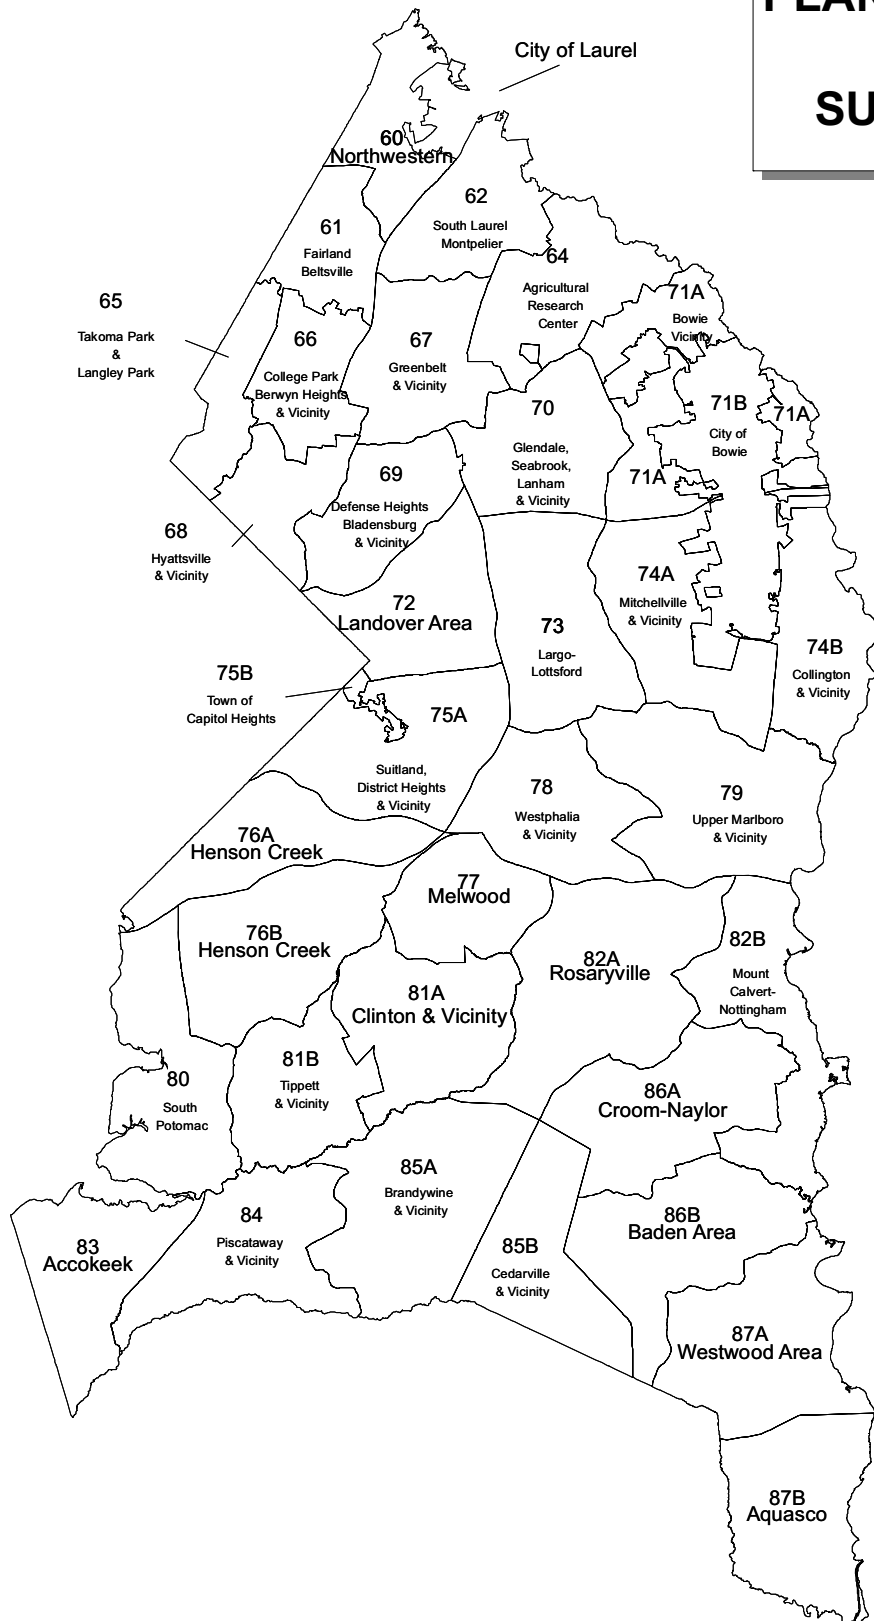 City of Laurel
SU
60
Northwestern
62
South Laurel
Montpelier
61
Fairland
Beltsville
64
Agricultural
Research
Center
65
Takoma Park
&
Langley Park
71A
Bowie
Vicinity
66
College Park
Berwyn Heights
& Vicinity
67
Greenbelt
& Vicinity
70
Glendale,
Seabrook,
Lanham
& Vicinity
71B
City of
Bowie
71A
71A
69
Defense Heights
Bladensburg
& Vicinity
68
Hyattsville
& Vicinity
72
Landover Area
73
Largo-
Lottsford
74A
Mitchellville
& Vicinity
74B
Collington
& Vicinity
75B
Town of
Capitol Heights
75A
Suitland,
District Heights
& Vicinity
78
Westphalia
& Vicinity
79
Upper Marlboro
& Vicinity
76A
Henson Creek
77
Melwood
76B
Henson Creek
82A
Rosaryville
82B
Mount
Calvert-
Nottingham
81A
Clinton & Vicinity
81B
Tippett
& Vicinity
80
South
Potomac
86A
Croom-Naylor
85A
Brandywine
& Vicinity
84
Piscataway
& Vicinity
83
Accokeek
85B
Cedarville
& Vicinity
86B
Baden Area
87A
Westwood Area
87B
Aquasco